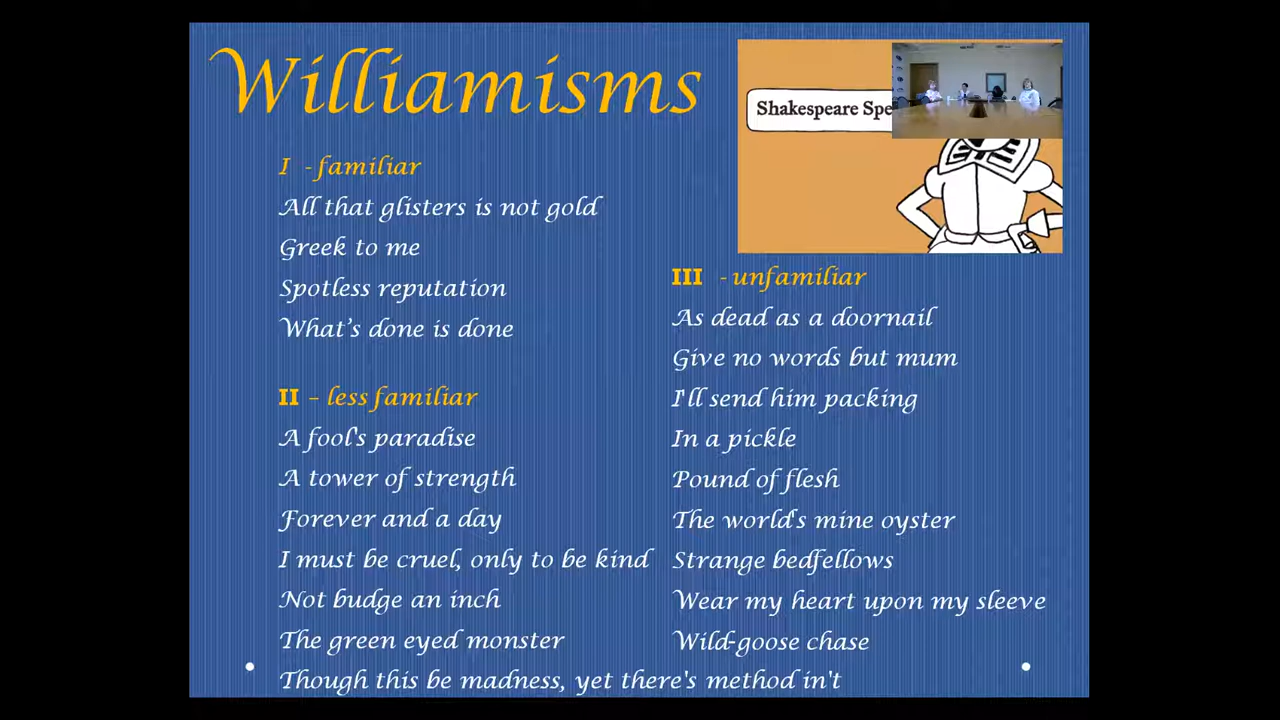 Williamisms
Shakespeare Spe
I - familiar
All that glisters is not gold
Greek to me
Spotless reputation
What's done is done
II – less familiar
A fool's paradise
A tower of strength
Forever and a day
I must be cruel, only to be kind
Not budge an inch
The green eyed monster
Though this be madness, yet there's method in't
III - unfamiliar
As dead as a doornail
Give no words but mum
I'll send him packing
In a pickle
Pound of flesh
The world's mine oyster
Strange bedfellows
Wear my heart upon my sleeve
Wild-goose chase